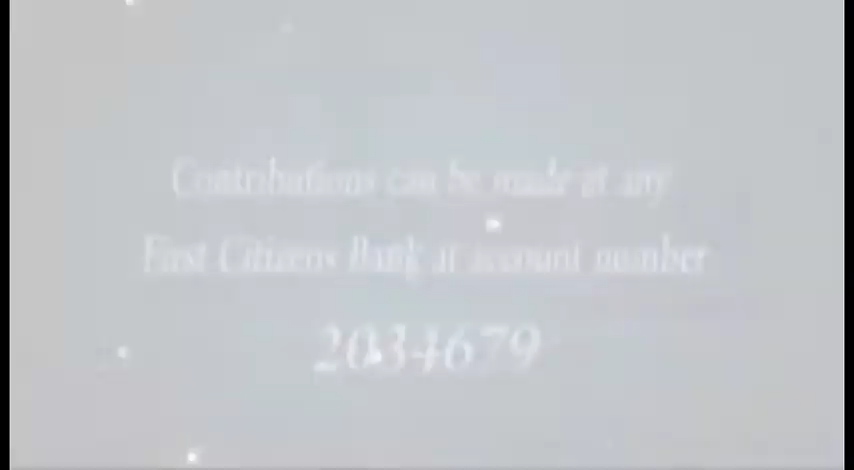 Contributions can be made at any
First Citizens Bank at account number
2034679